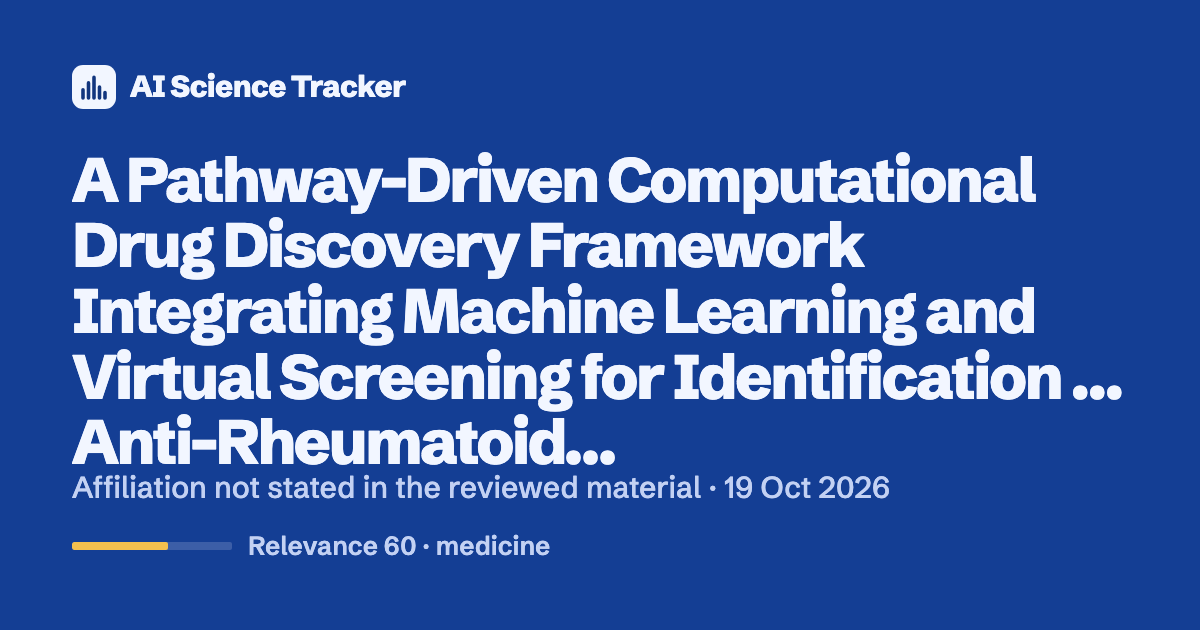 AI Science Tracker
A Pathway-Driven Computational
Drug Discovery Framework
Integrating Machine Learning and
Virtual Screening for Identification ...
Anti-Rheumatoid...
Affiliation not stated in the reviewed material · 19 Oct 2026
Relevance 60 · medicine